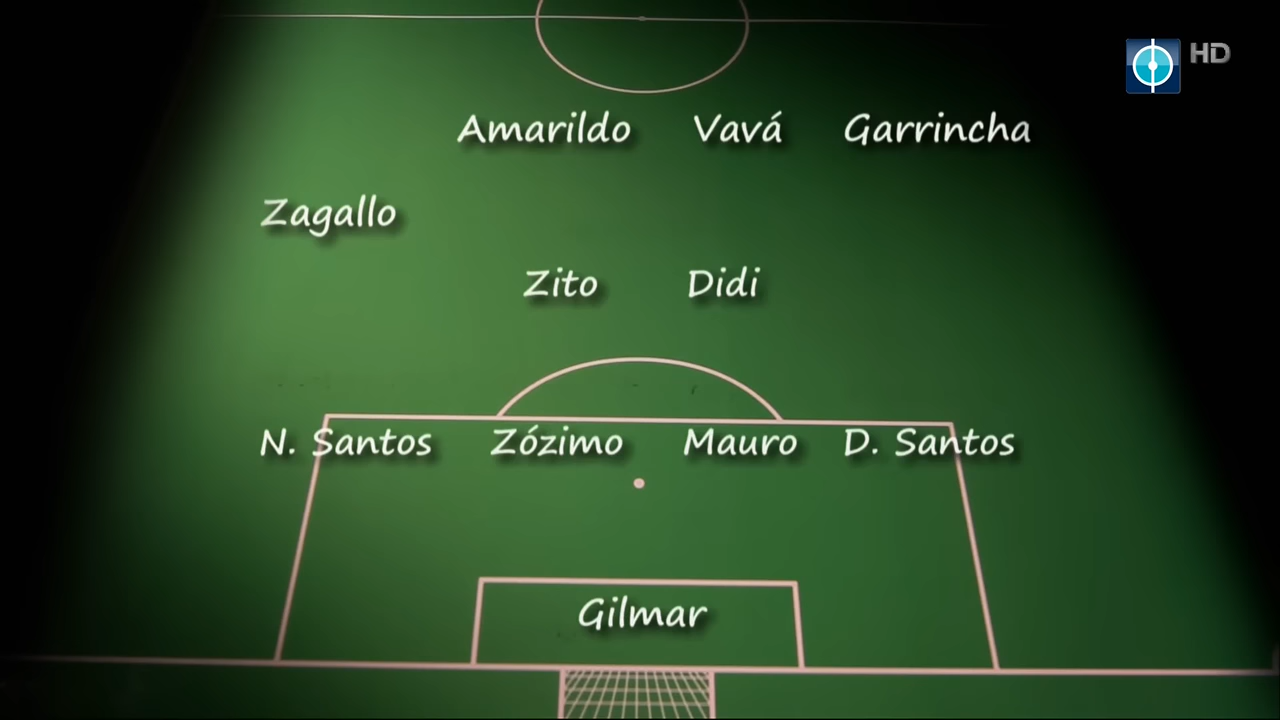 HD
Amarildo Vavá Garrincha
Zagallo
Zito Didi
N. Santos Zózimo Mauro D. Santos
Gilmar